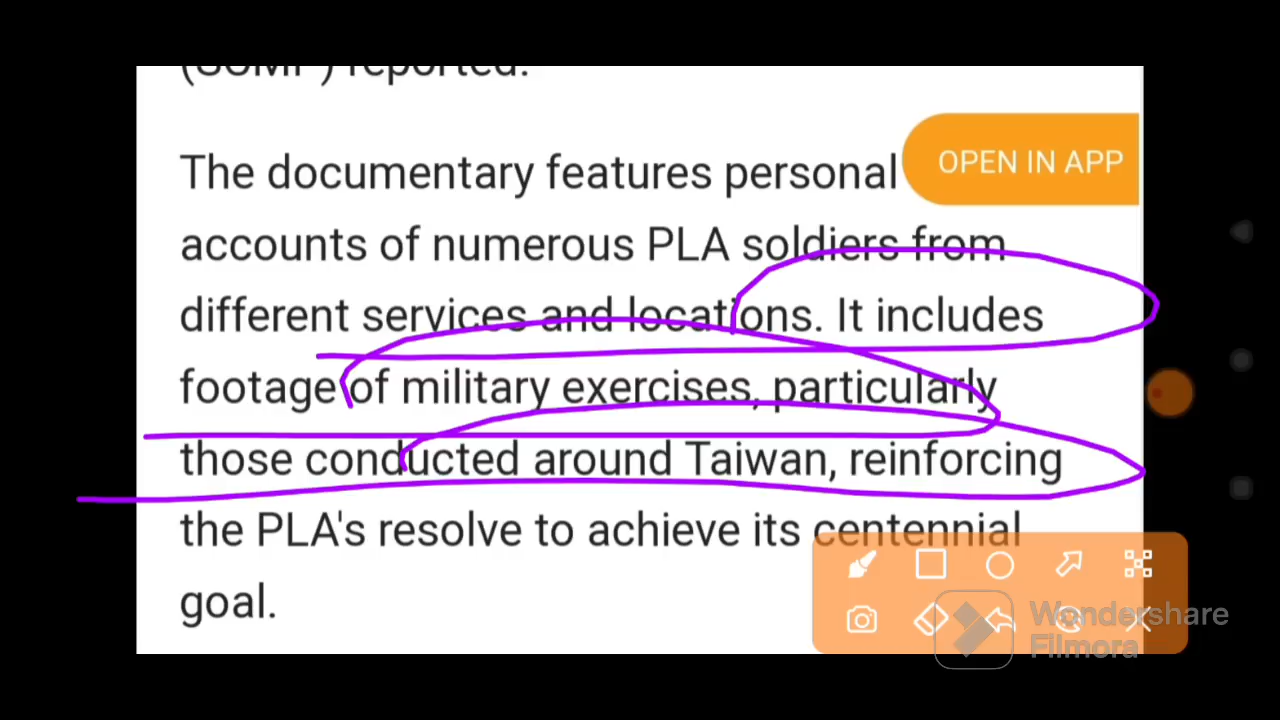 (SCMP) reported.
The documentary features personal
OPEN IN APP
accounts of numerous PLA soldiers from
different services and locations. It includes
footage of military exercises, particularly
those conducted around Taiwan, reinforcing
the PLA's resolve to achieve its centennial
goal.
Wondershare
Filmora